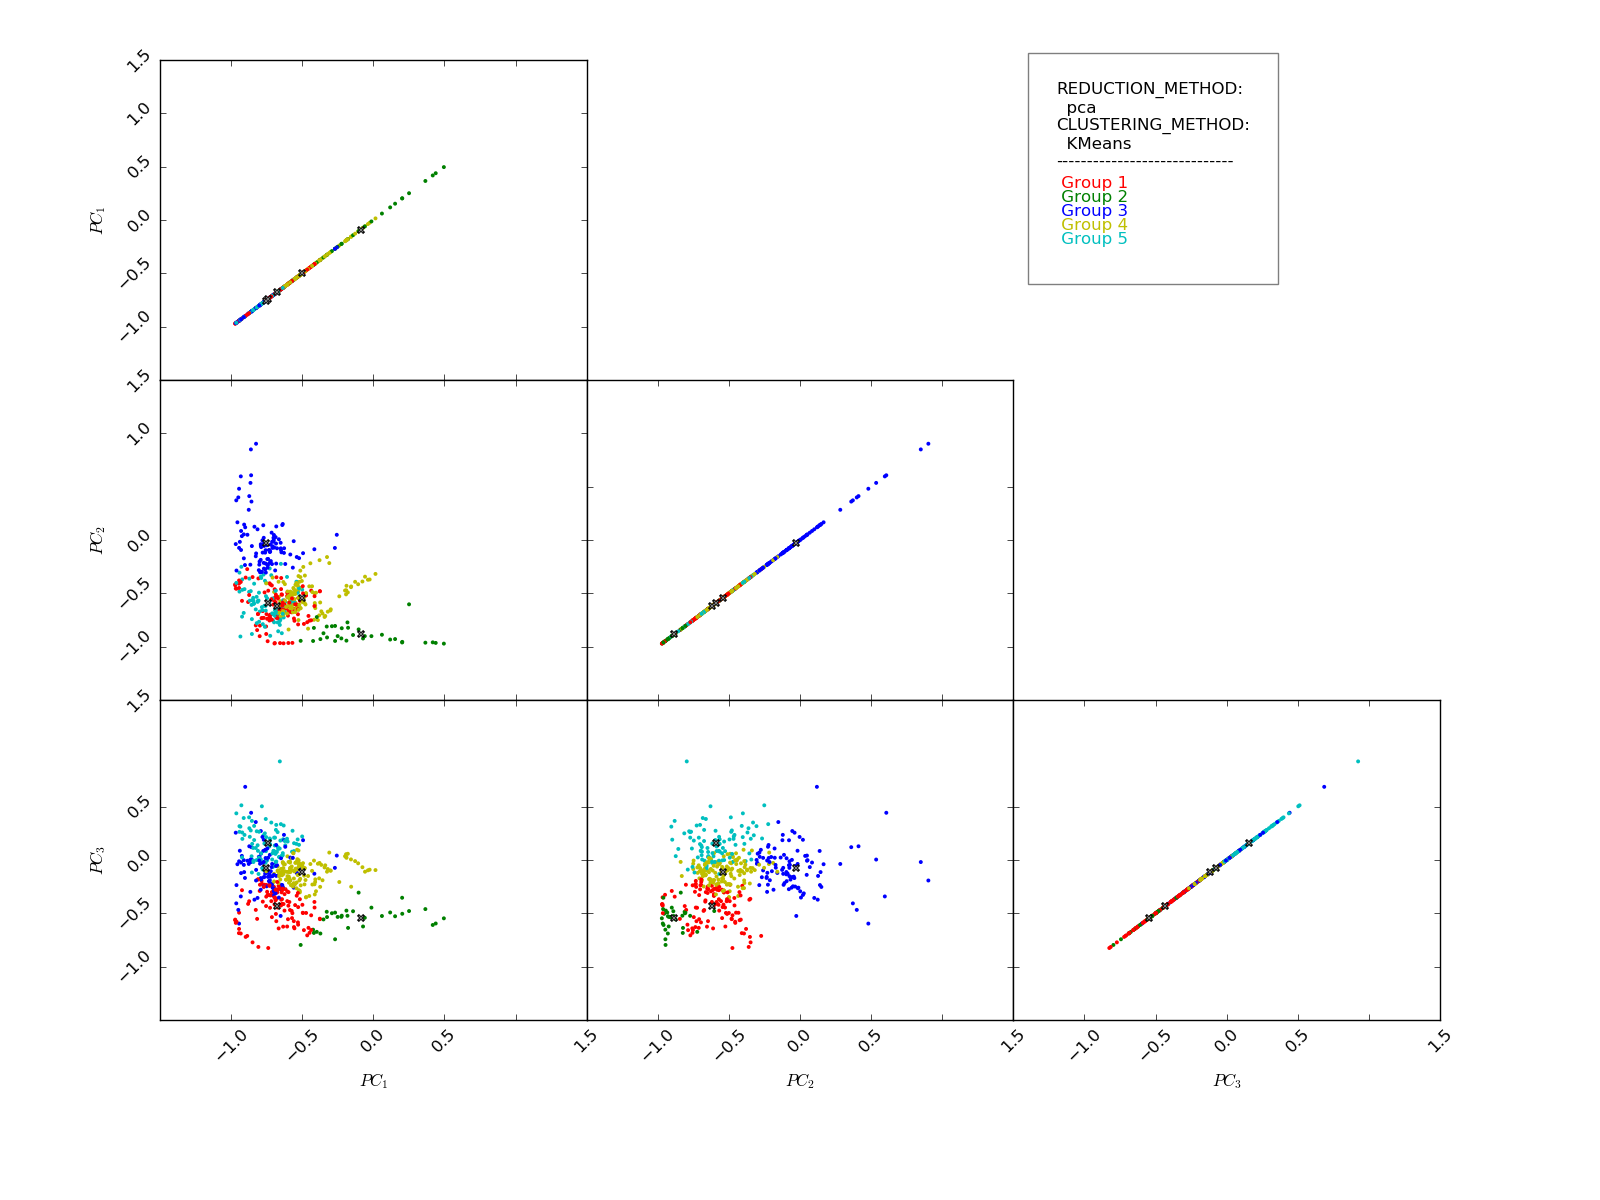 1.5
1.0
0.5
0.0
−0.5
−1.0
PC1
REDUCTION_METHOD:
pca
CLUSTERING_METHOD:
KMeans
------------------------------
Group 1
Group 2
Group 3
Group 4
Group 5
1.5
1.0
0.0
−0.5
−1.0
PC2
1.5
0.5
0.0
−0.5
−1.0
PC3
−1.0 −0.5 0.0 0.5 1.5
−1.0 −0.5 0.0 0.5 1.5
−1.0 −0.5 0.0 0.5 1.5
PC1
PC2
PC3